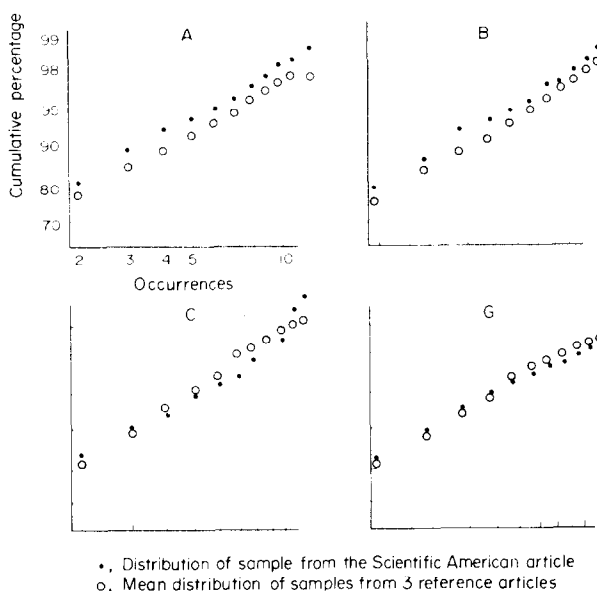 A
B
Cumulative percentage
99
98
95
90
80
70
2 3 4 5 10
Occurrences
C
G
•, Distribution of sample from the Scientific American article
o, Mean distribution of samples from 3 reference articles